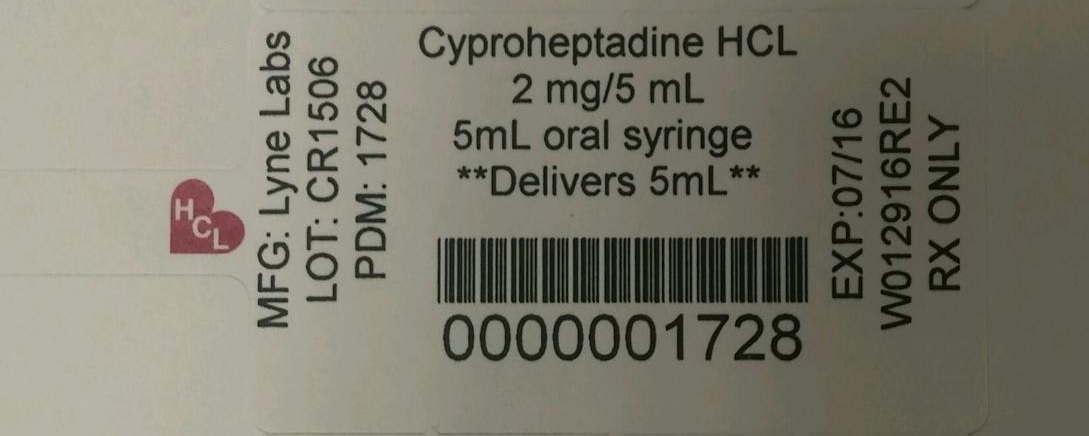 HCL
MFG: Lyne Labs
LOT: CR1506
PDM: 1728
Cyproheptadine HCL
2 mg/5 mL
5mL oral syringe
**Delivers 5mL**
0000001728
EXP:07/16
W012916RE2
RX ONLY